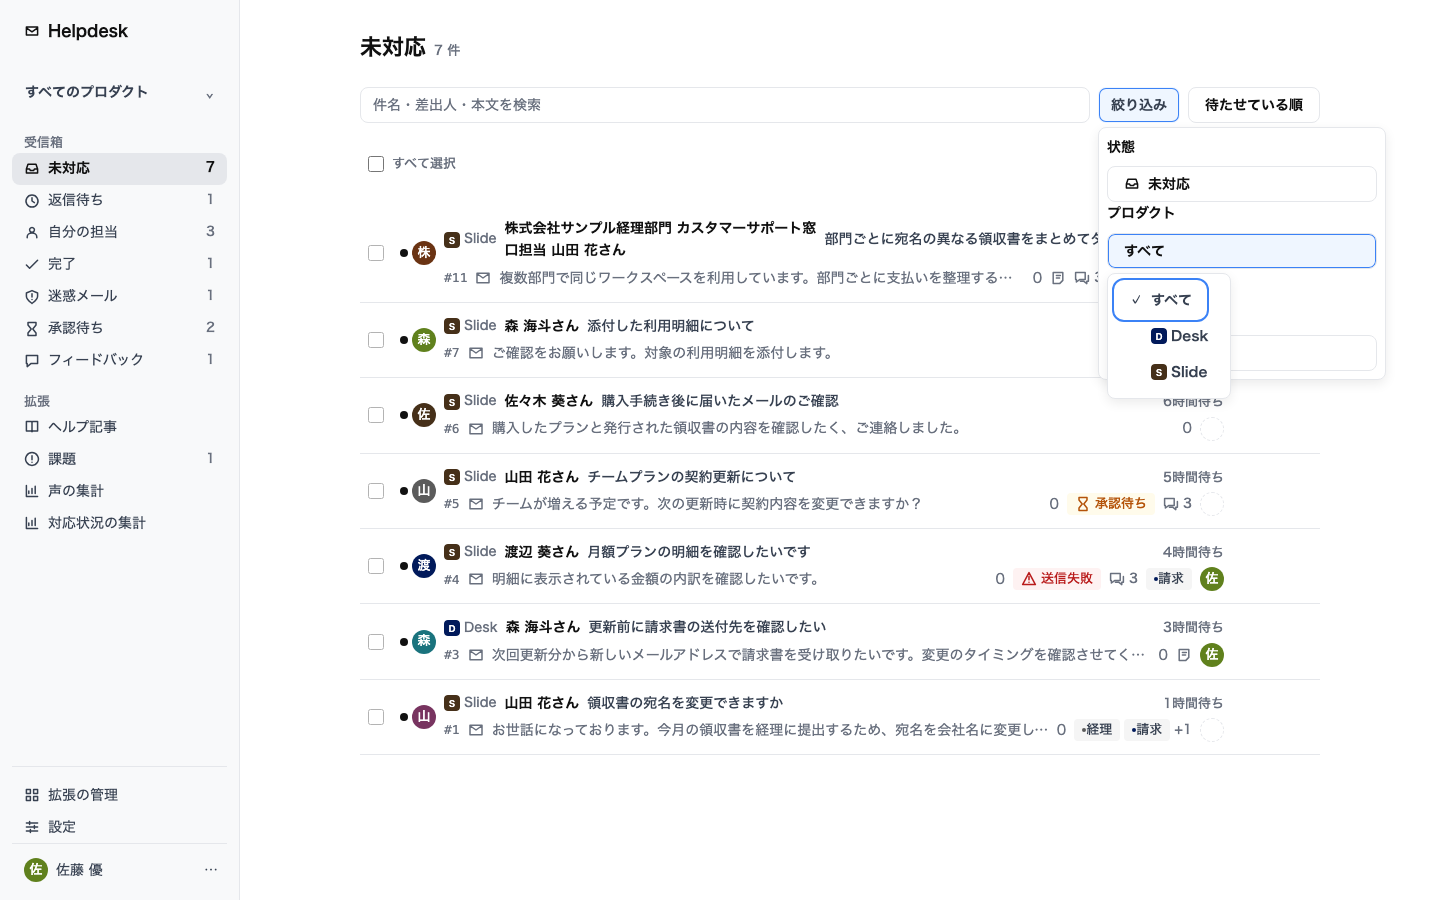 Helpdesk
すべてのプロダクト
受信箱
未対応 7
返信待ち 1
自分の担当 3
完了 1
迷惑メール 1
承認待ち 2
フィードバック 1
拡張
ヘルプ記事
課題 1
声の集計
対応状況の集計
拡張の管理
設定
佐 佐藤 優 …
未対応 7 件
件名・差出人・本文を検索
絞り込み
待たせている順
すべて選択
状態
未対応
プロダクト
すべて
✓ すべて
D Desk
S Slide
株 S Slide 株式会社サンプル経理部門 カスタマーサポート窓
口担当 山田 花さん 部門ごとに宛名の異なる領収書をまとめて
#11 複数部門で同じワークスペースを利用しています。部門ごとに支払いを整理する… 0
森 S Slide 森 海斗さん 添付した利用明細について
#7 ご確認をお願いします。対象の利用明細を添付します。
佐 S Slide 佐々木 葵さん 購入手続き後に届いたメールのご確認 6時間待ち
#6 購入したプランと発行された領収書の内容を確認したく、ご連絡しました。 0
山 S Slide 山田 花さん チームプランの契約更新について 5時間待ち
#5 チームが増える予定です。次の更新時に契約内容を変更できますか？ 0 承認待ち 3
渡 S Slide 渡辺 葵さん 月額プランの明細を確認したいです 4時間待ち
#4 明細に表示されている金額の内訳を確認したいです。 0 送信失敗 3 •請求 佐
森 D Desk 森 海斗さん 更新前に請求書の送付先を確認したい 3時間待ち
#3 次回更新分から新しいメールアドレスで請求書を受け取りたいです。変更のタイミングを確認させてく… 0 佐
山 S Slide 山田 花さん 領収書の宛名を変更できますか 1時間待ち
#1 お世話になっております。今月の領収書を経理に提出するため、宛名を会社名に変更し… 0 •経理 •請求 +1